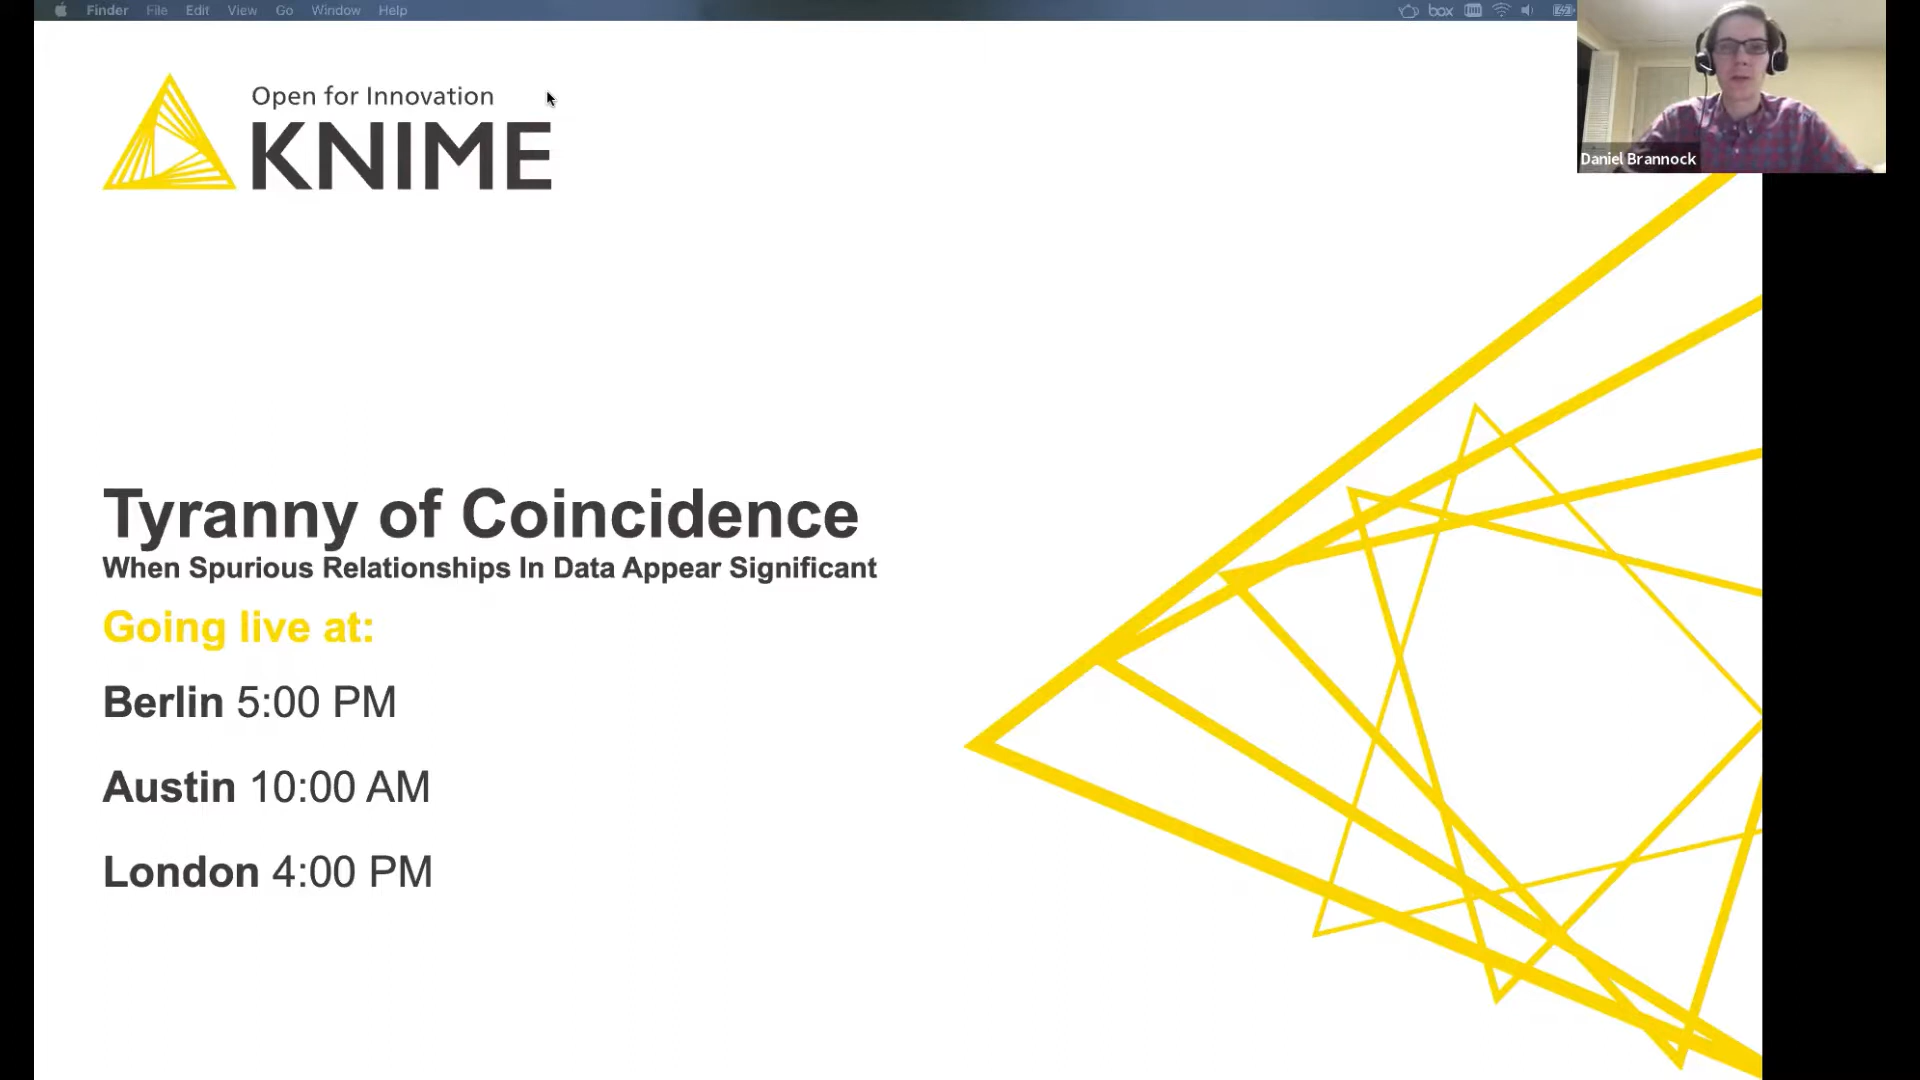 Finder File Edit View Go Window Help
box
Daniel Brannock
Open for Innovation
KNIME
Tyranny of Coincidence
When Spurious Relationships In Data Appear Significant
Going live at:
Berlin 5:00 PM
Austin 10:00 AM
London 4:00 PM